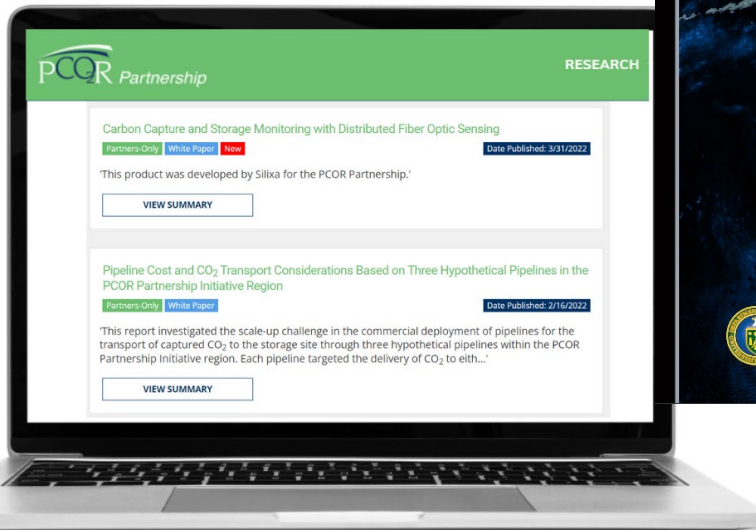 PCO₂R Partnership
RESEARCH
Carbon Capture and Storage Monitoring with Distributed Fiber Optic Sensing
Partners-Only White Paper New
Date Published: 3/31/2022
'This product was developed by Silixa for the PCOR Partnership.'
VIEW SUMMARY
Pipeline Cost and CO₂ Transport Considerations Based on Three Hypothetical Pipelines in the
PCOR Partnership Initiative Region
Partners-Only White Paper
Date Published: 2/16/2022
'This report investigated the scale-up challenge in the commercial deployment of pipelines for the
transport of captured CO₂ to the storage site through three hypothetical pipelines within the PCOR
Partnership Initiative region. Each pipeline targeted the delivery of CO₂ to eith...'
VIEW SUMMARY